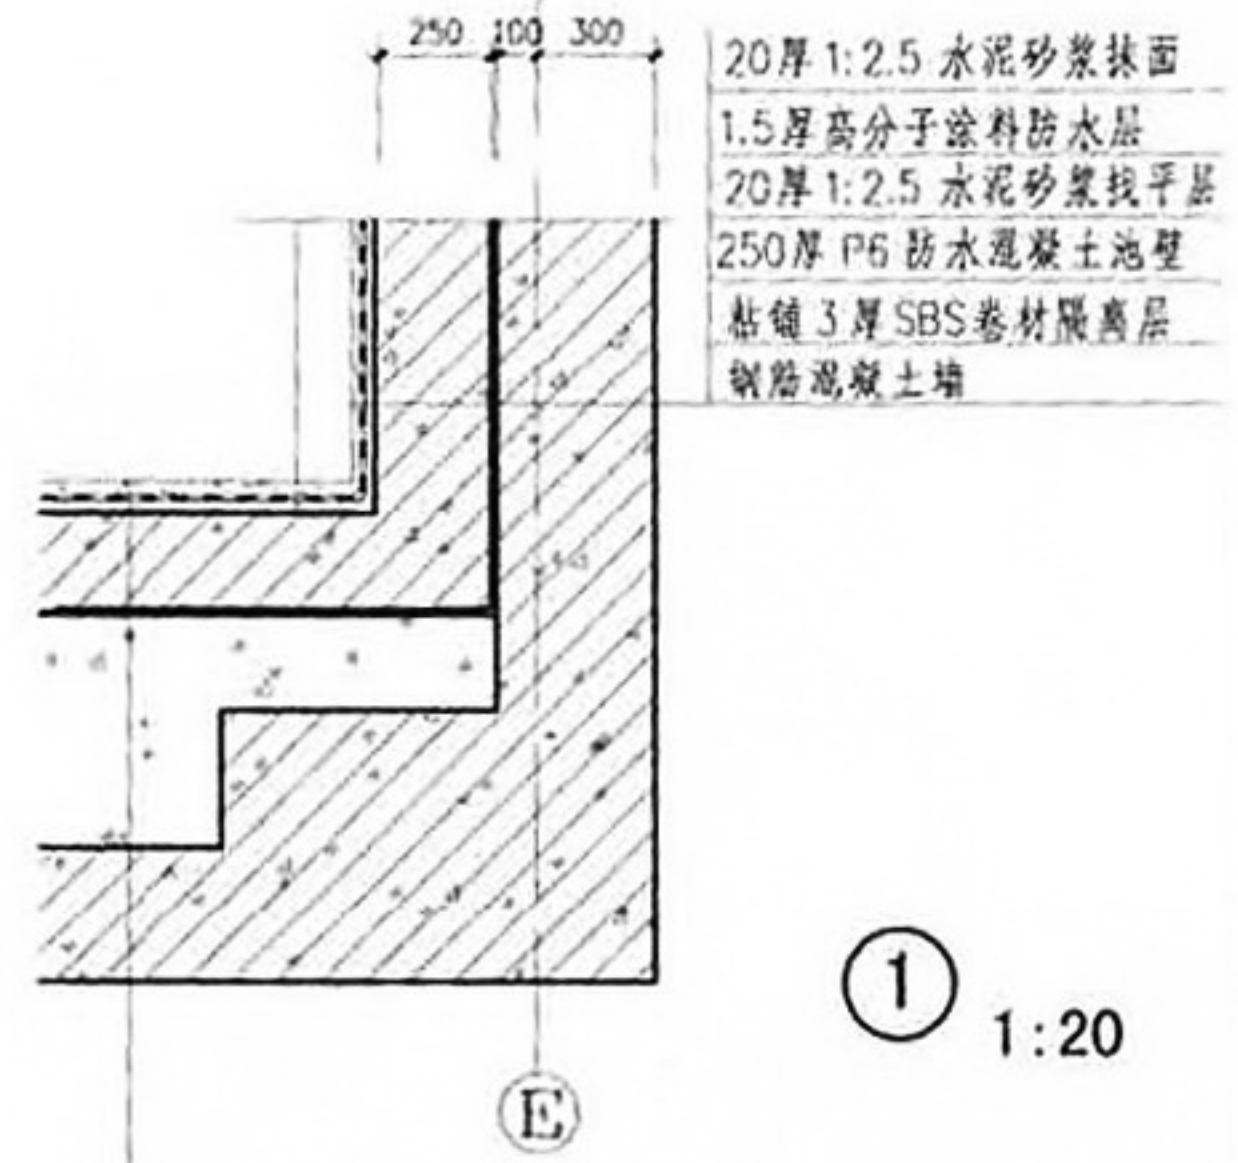 250 100 300
20厚 1:2.5 水泥砂浆抹面
1.5厚高分子涂料防水层
20厚 1:2.5 水泥砂浆找平层
250厚 P6 防水混凝土池壁
粘铺 3 厚 SBS卷材隔离层
钢筋混凝土墙
1
1:20
E